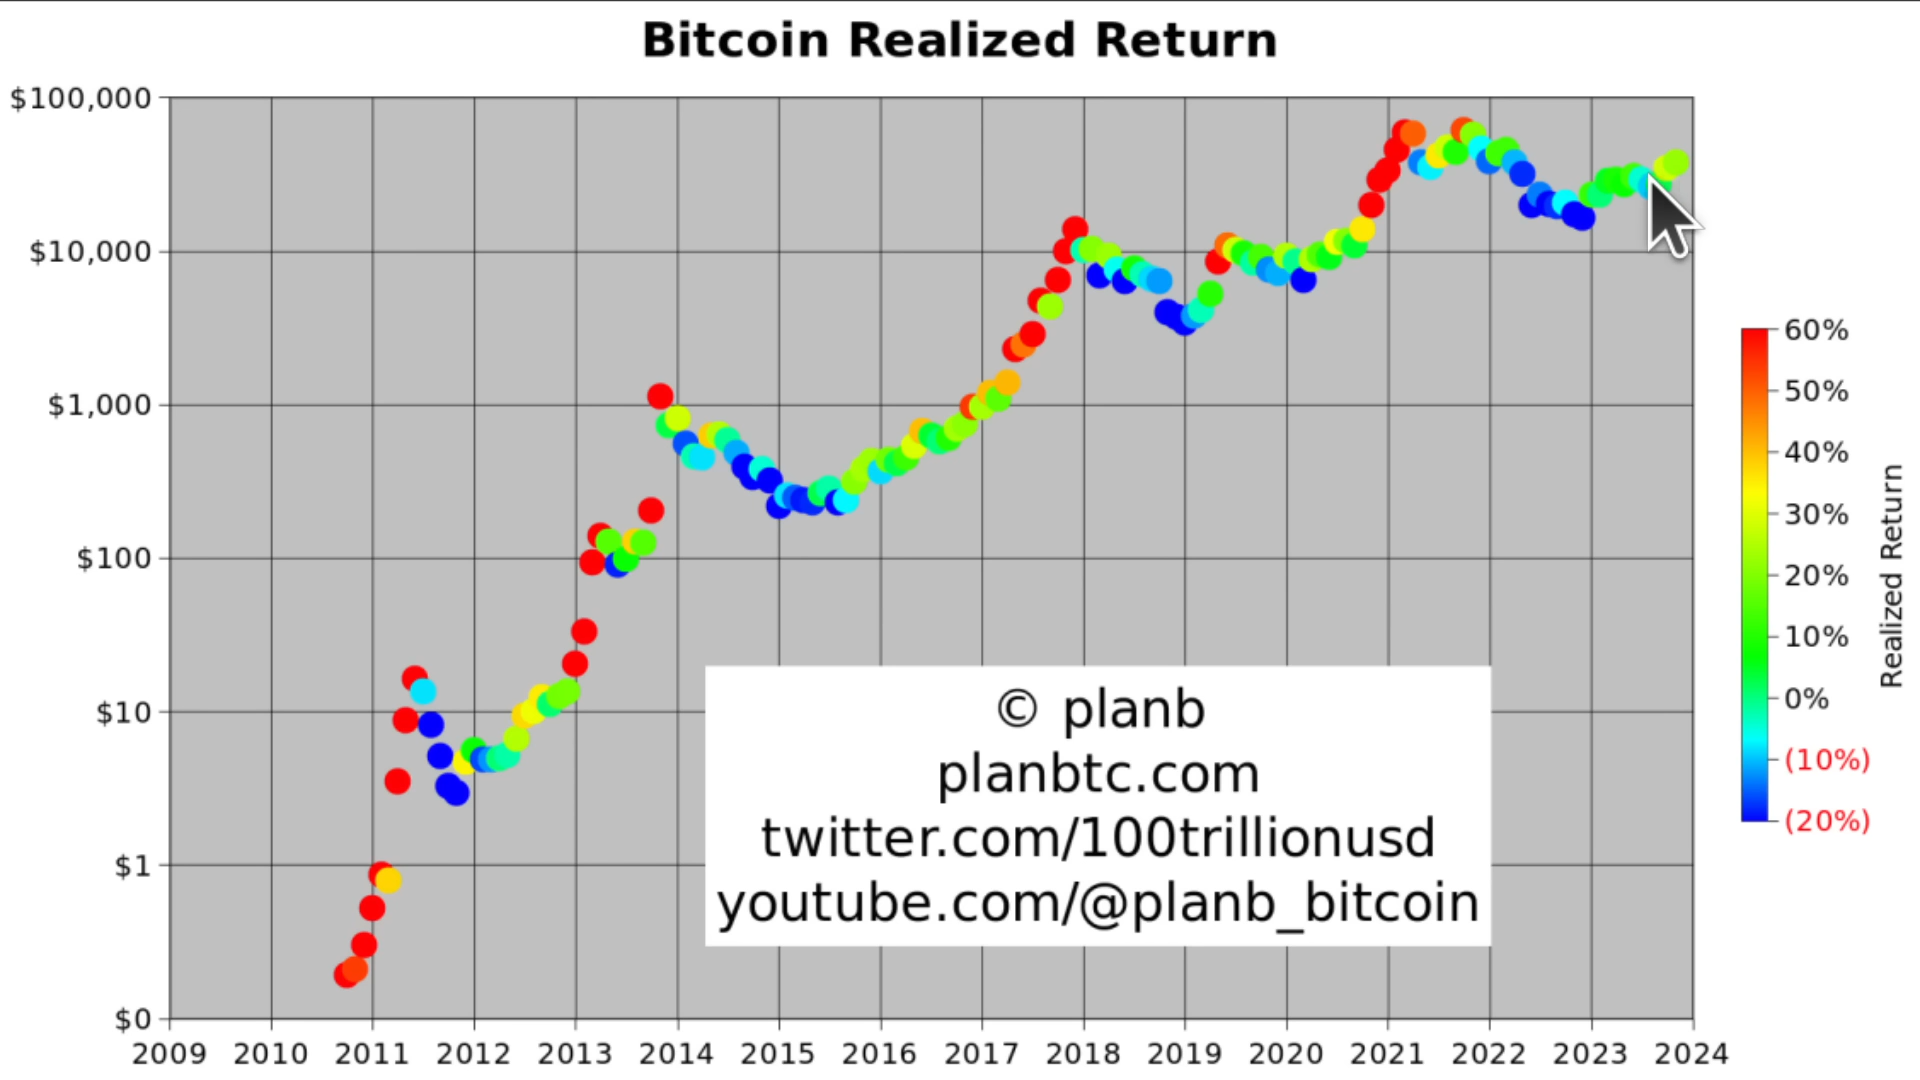 Bitcoin Realized Return
$100,000
$10,000
$1,000
$100
$10
$1
$0
2009 2010 2011 2012 2013 2014 2015 2016 2017 2018 2019 2020 2021 2022 2023 2024
© planb
planbtc.com
twitter.com/100trillionusd
youtube.com/@planb_bitcoin
60%
50%
40%
30%
20%
10%
0%
(10%)
(20%)
Realized Return